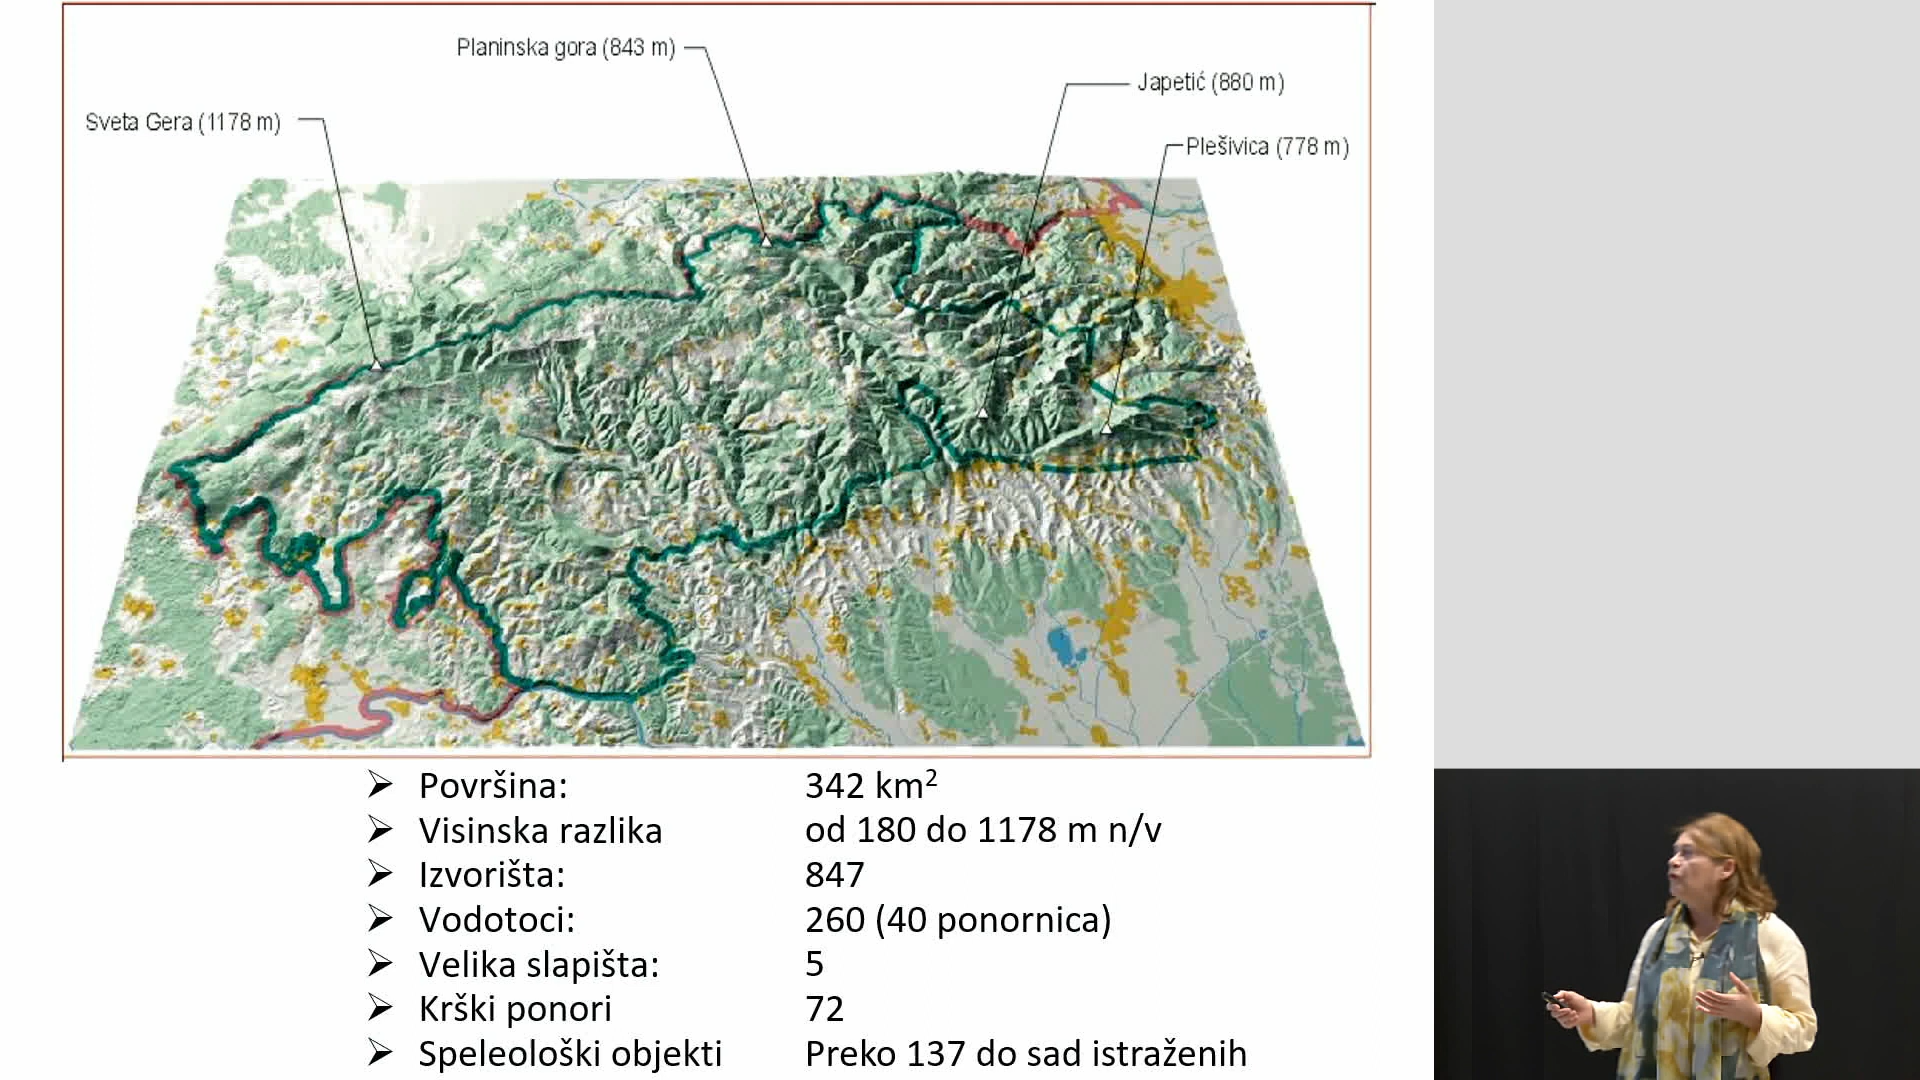 Planinska gora (843 m)
Japetić (880 m)
Sveta Gera (1178 m)
Plešivica (778 m)
➢ Površina: 342 km²
➢ Visinska razlika od 180 do 1178 m n/v
➢ Izvorišta: 847
➢ Vodotoci: 260 (40 ponornica)
➢ Velika slapišta: 5
➢ Krški ponori 72
➢ Speleološki objekti Preko 137 do sad istraženih